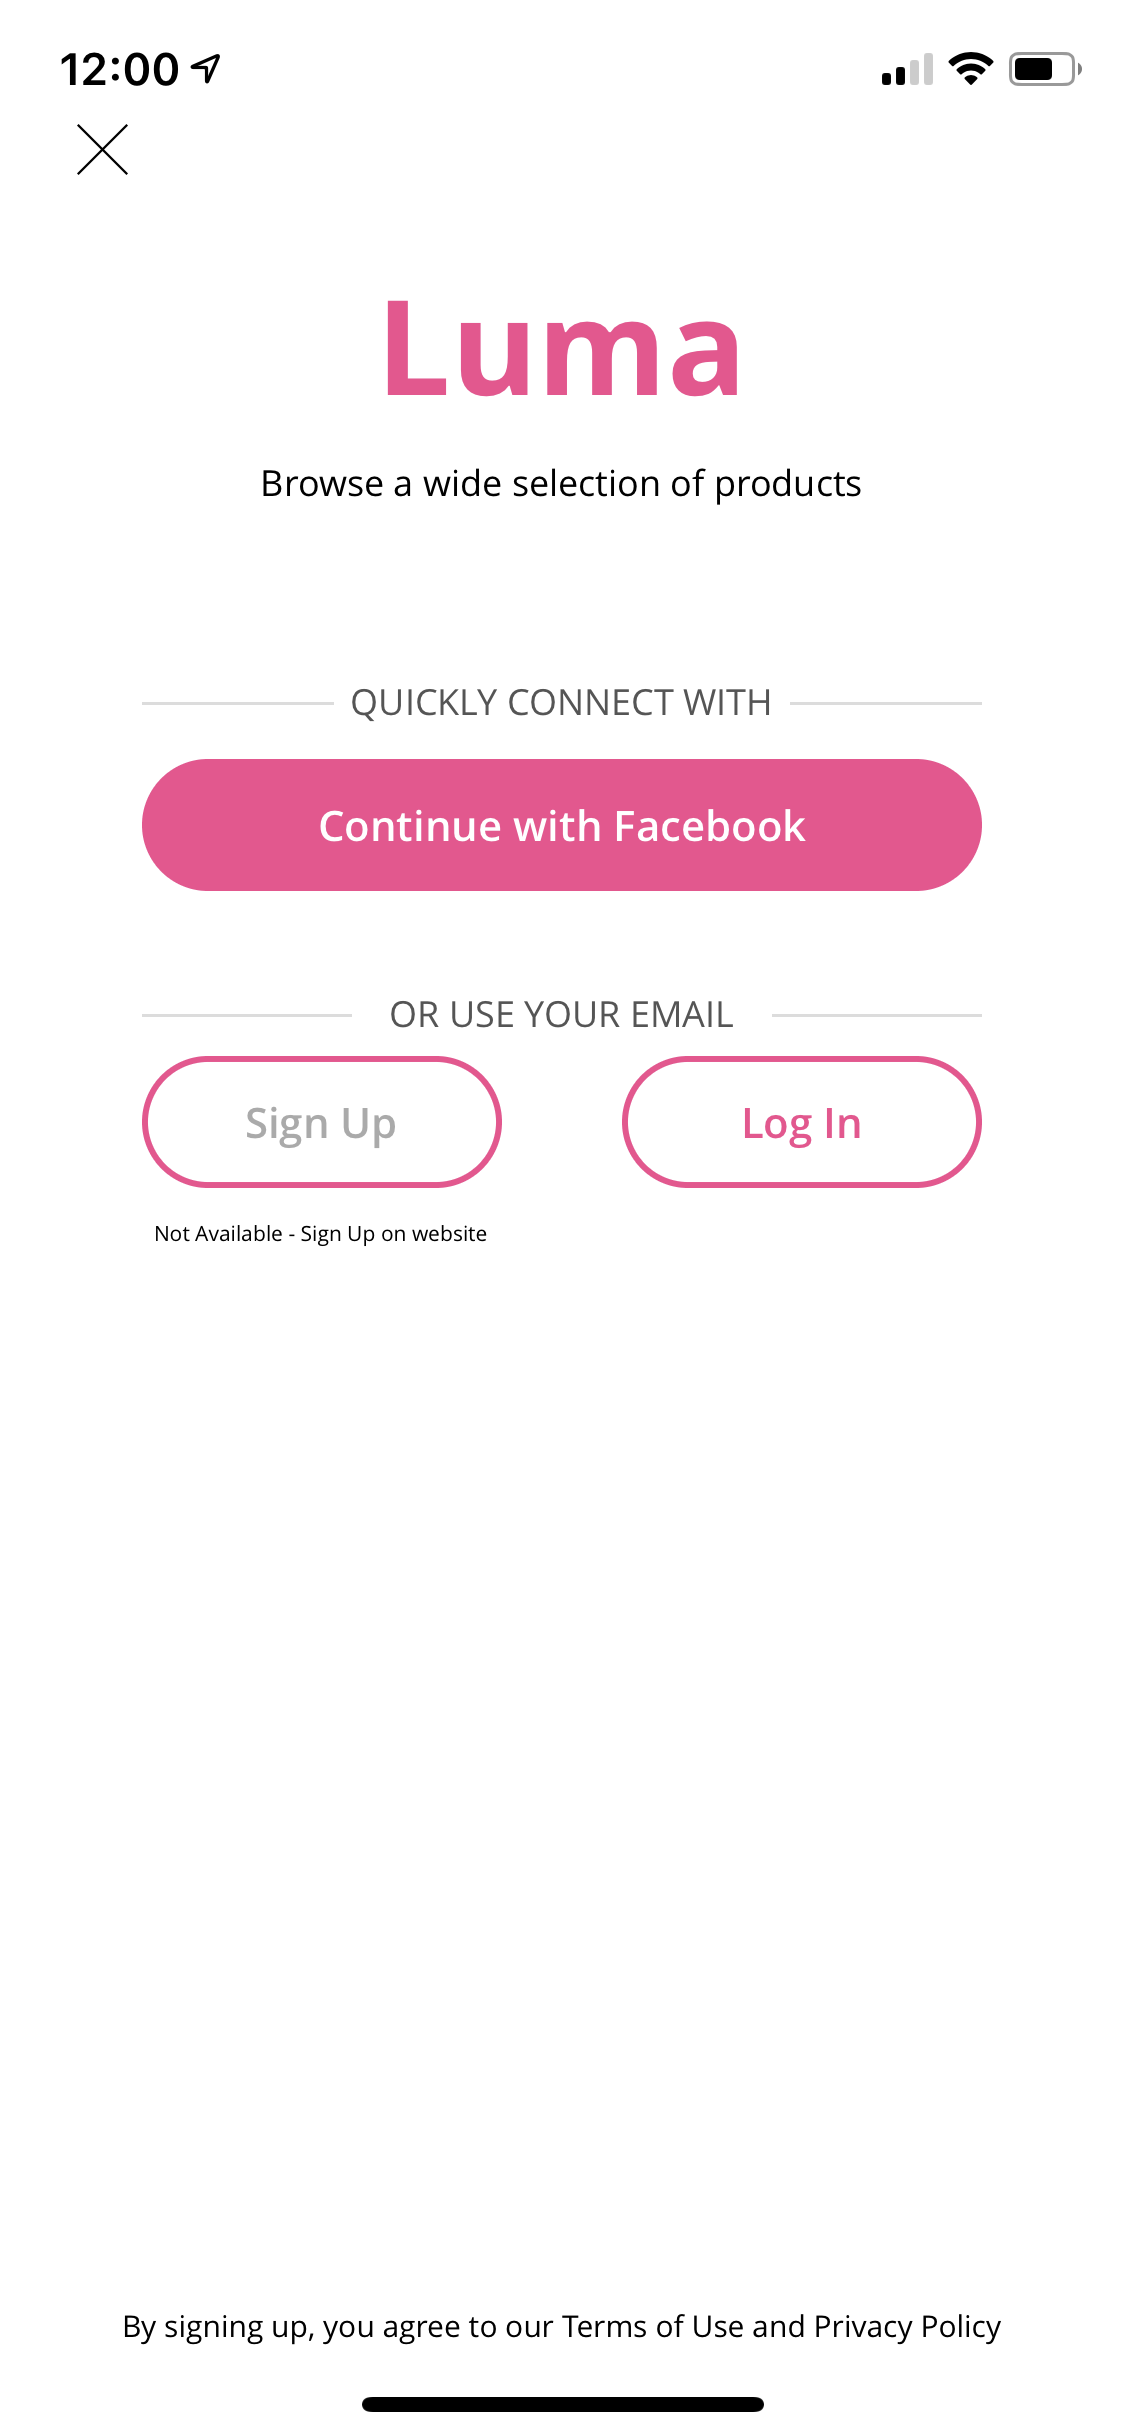 12:00
Luma
Browse a wide selection of products
QUICKLY CONNECT WITH
Continue with Facebook
OR USE YOUR EMAIL
Sign Up
Log In
Not Available - Sign Up on website
By signing up, you agree to our Terms of Use and Privacy Policy